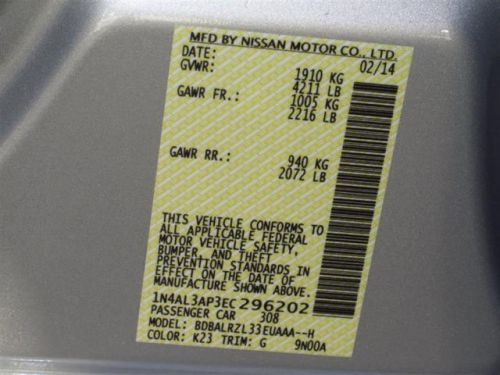 MFD BY NISSAN MOTOR CO., LTD.
DATE: 02/14
GVWR: 1910 KG
4211 LB
GAWR FR.: 1005 KG
2216 LB
GAWR RR.: 940 KG
2072 LB
THIS VEHICLE CONFORMS TO
ALL APPLICABLE FEDERAL
MOTOR VEHICLE SAFETY,
BUMPER, AND THEFT
PREVENTION STANDARDS IN
EFFECT ON THE DATE OF
MANUFACTURE SHOWN ABOVE.
1N4AL3AP3EC296202
PASSENGER CAR 308
MODEL: BDBALRZL33EUAAA--H
COLOR: K23 TRIM: G 9N00A